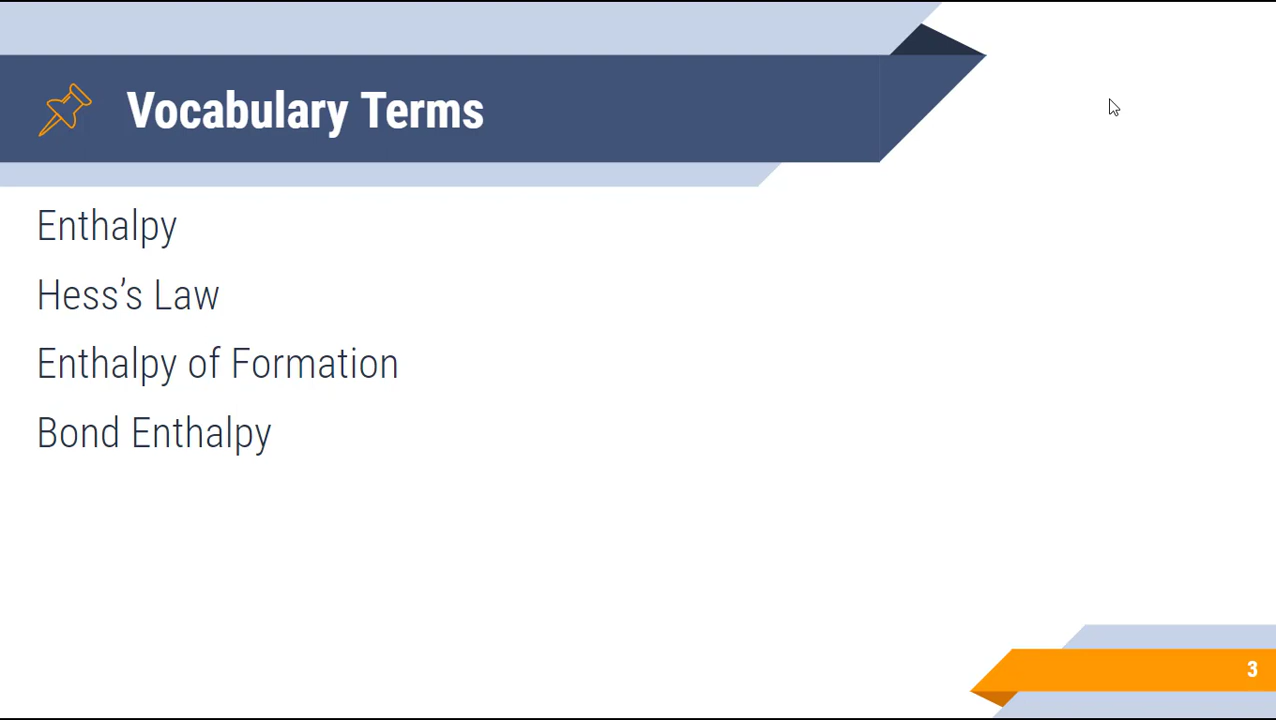 Vocabulary Terms
Enthalpy
Hess’s Law
Enthalpy of Formation
Bond Enthalpy
3